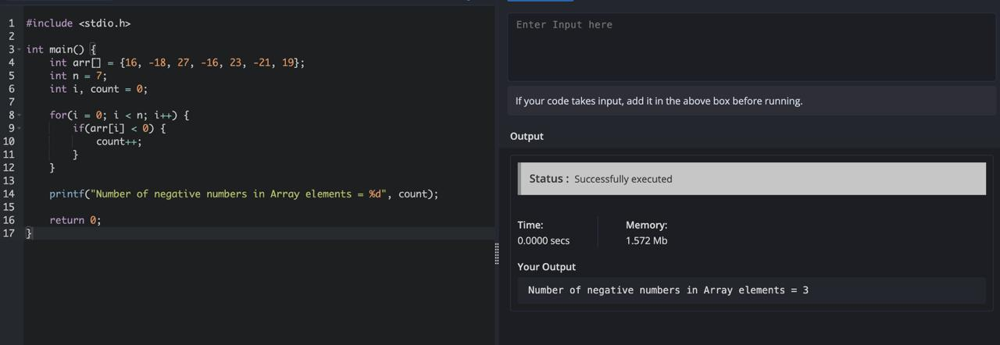 1 #include <stdio.h>
2
3 int main() {
4     int arr[] = {16, -18, 27, -16, 23, -21, 19};
5     int n = 7;
6     int i, count = 0;
7
8     for(i = 0; i < n; i++) {
9         if(arr[i] < 0) {
10             count++;
11         }
12     }
13
14     printf("Number of negative numbers in Array elements = %d", count);
15
16     return 0;
17 }
Enter Input here
If your code takes input, add it in the above box before running.
Output
Status : Successfully executed
Time: Memory:
0.0000 secs 1.572 Mb
Your Output
Number of negative numbers in Array elements = 3